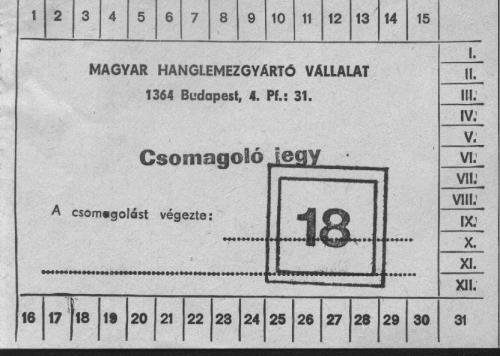 1 2 3 4 5 6 7 8 9 10 11 12 13 14 15
I.
MAGYAR HANGLEMEZGYÁRTÓ VÁLLALAT
II.
1364 Budapest, 4. Pf.: 31.
III.
IV.
V.
Csomagoló jegy
VI.
VII.
VIII.
A csomagolást végezte:
18
IX.
X.
XI.
XII.
16 17 18 19 20 21 22 23 24 25 26 27 28 29 30 31